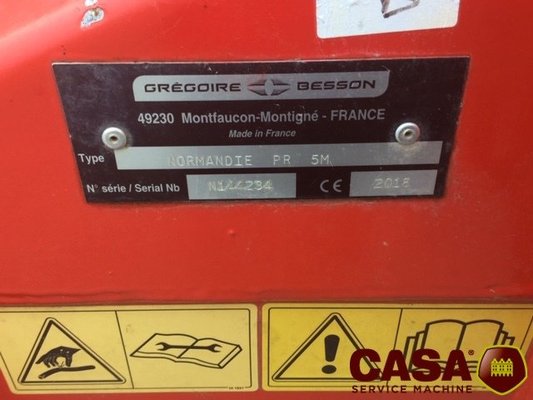 GRÉGOIRE BESSON
49230 Montfaucon-Montigné - FRANCE
Made in France
Type NORMANDIE PR 5M
N° série / Serial Nb N144234 CE 2018
CASA®
SERVICE MACHINE